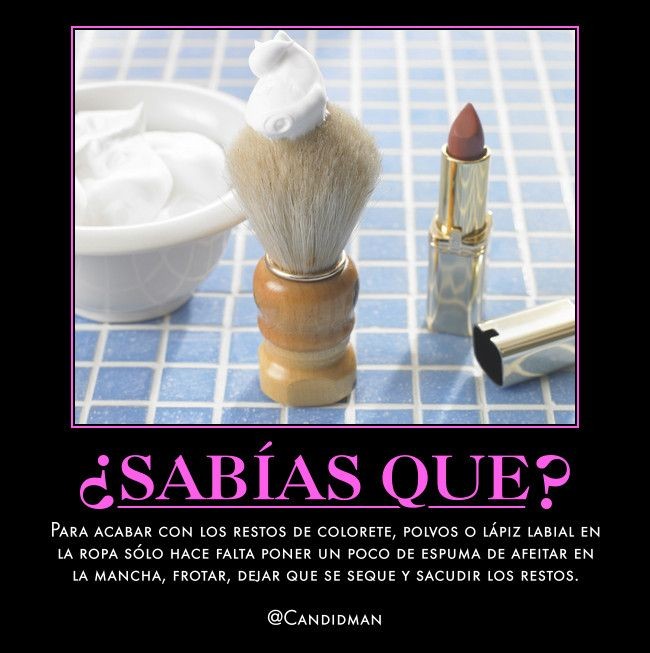 ¿SABÍAS QUE?
PARA ACABAR CON LOS RESTOS DE COLORETE, POLVOS O LÁPIZ LABIAL EN
LA ROPA SÓLO HACE FALTA PONER UN POCO DE ESPUMA DE AFEITAR EN
LA MANCHA, FROTAR, DEJAR QUE SE SEQUE Y SACUDIR LOS RESTOS.
@CANDIDMAN